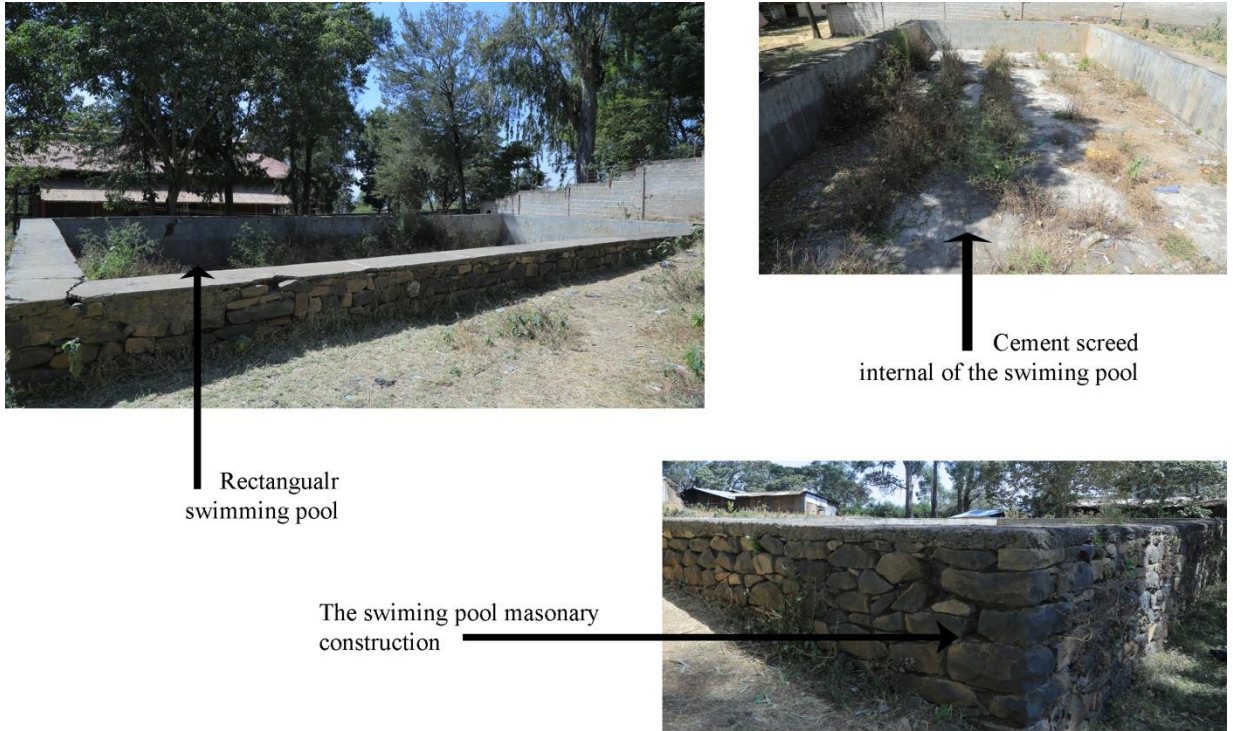 Cement screed
internal of the swiming pool
Rectangualr
swimming pool
The swiming pool masonary
construction